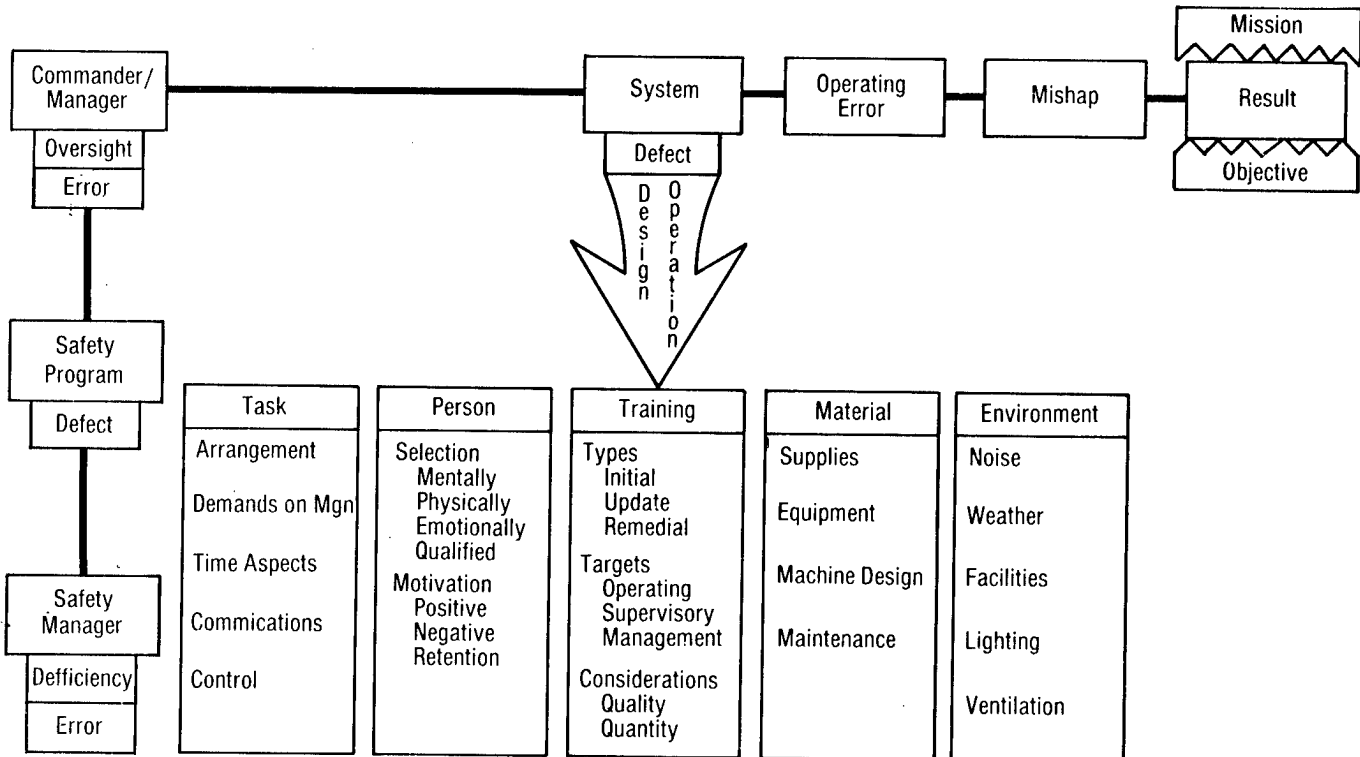 Mission
Commander/
Manager
System
Operating
Error
Mishap
Result
Oversight
Error
Defect
Objective
Design
Operation
Safety
Program
Defect
Safety
Manager
Defficiency
Error
Task
Arrangement
Demands on Mgn
Time Aspects
Commications
Control
Person
Selection
Mentally
Physically
Emotionally
Qualified
Motivation
Positive
Negative
Retention
Training
Types
Initial
Update
Remedial
Targets
Operating
Supervisory
Management
Considerations
Quality
Quantity
Material
Supplies
Equipment
Machine Design
Maintenance
Environment
Noise
Weather
Facilities
Lighting
Ventilation